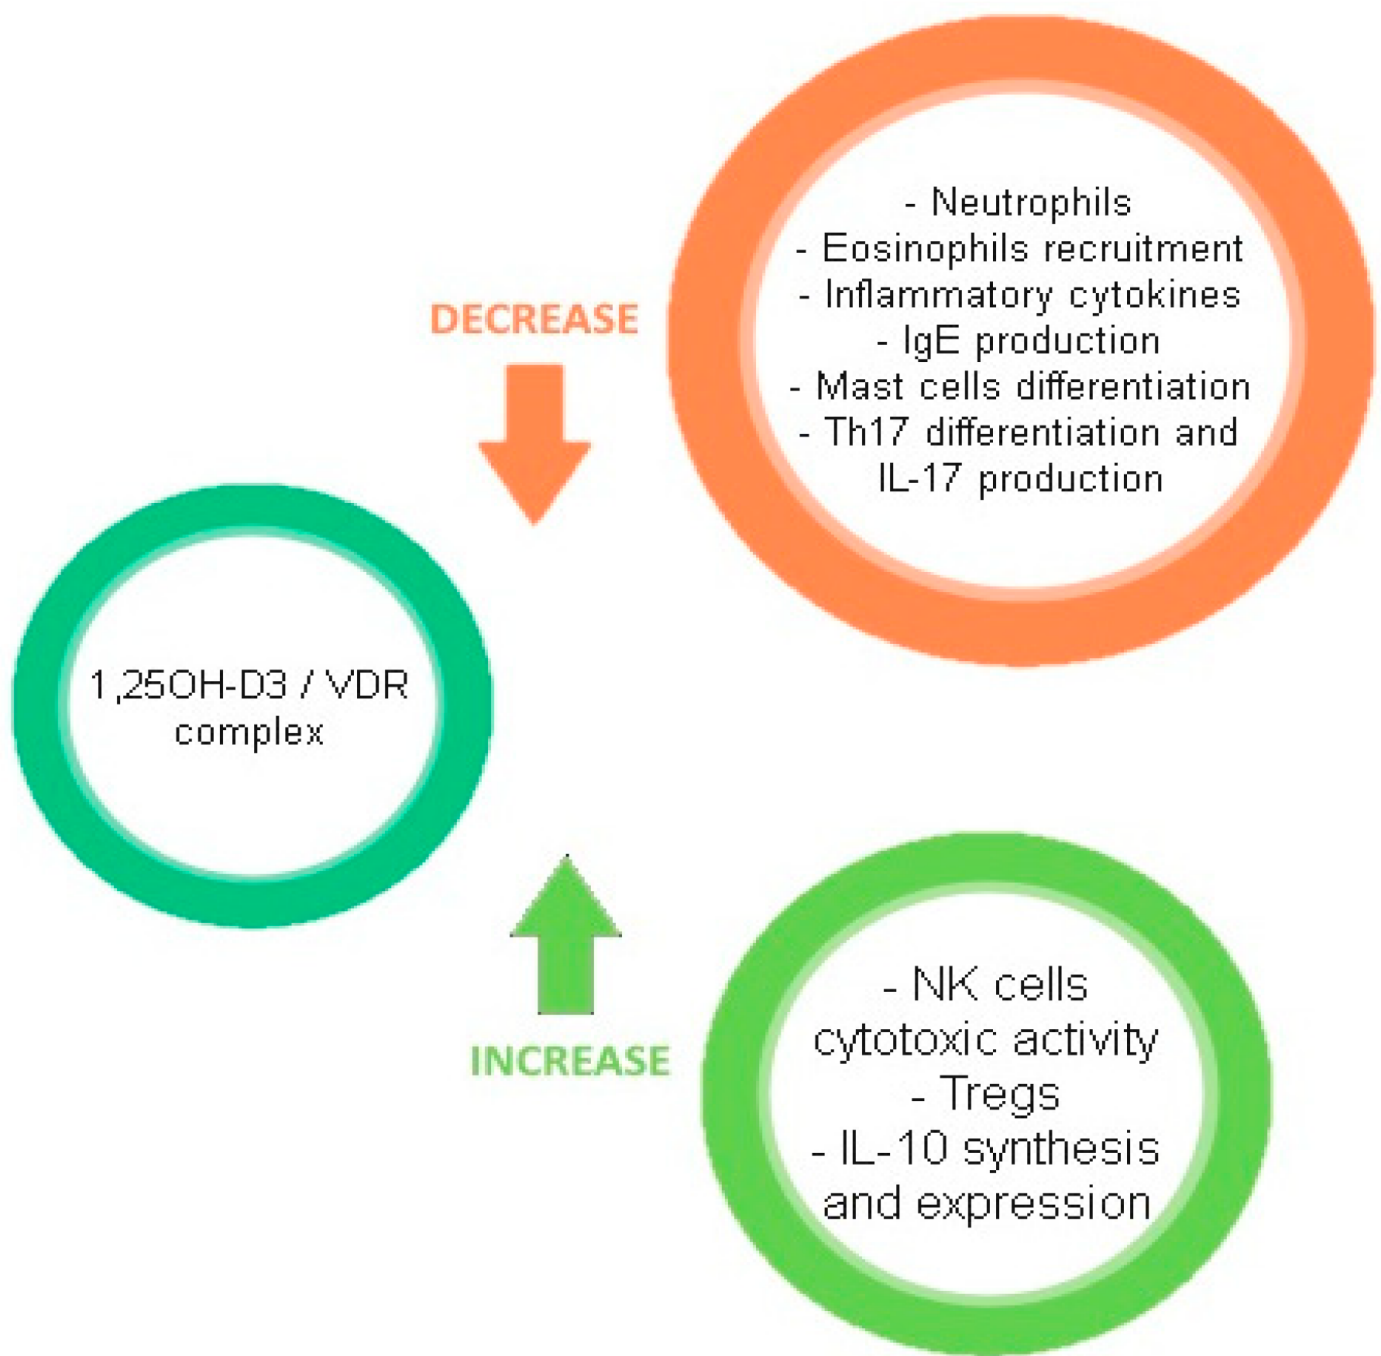 - Neutrophils
- Eosinophils recruitment
- Inflammatory cytokines
- IgE production
- Mast cells differentiation
- Th17 differentiation and
IL-17 production
DECREASE
1,25OH-D3 / VDR
complex
INCREASE
- NK cells
cytotoxic activity
- Tregs
- IL-10 synthesis
and expression